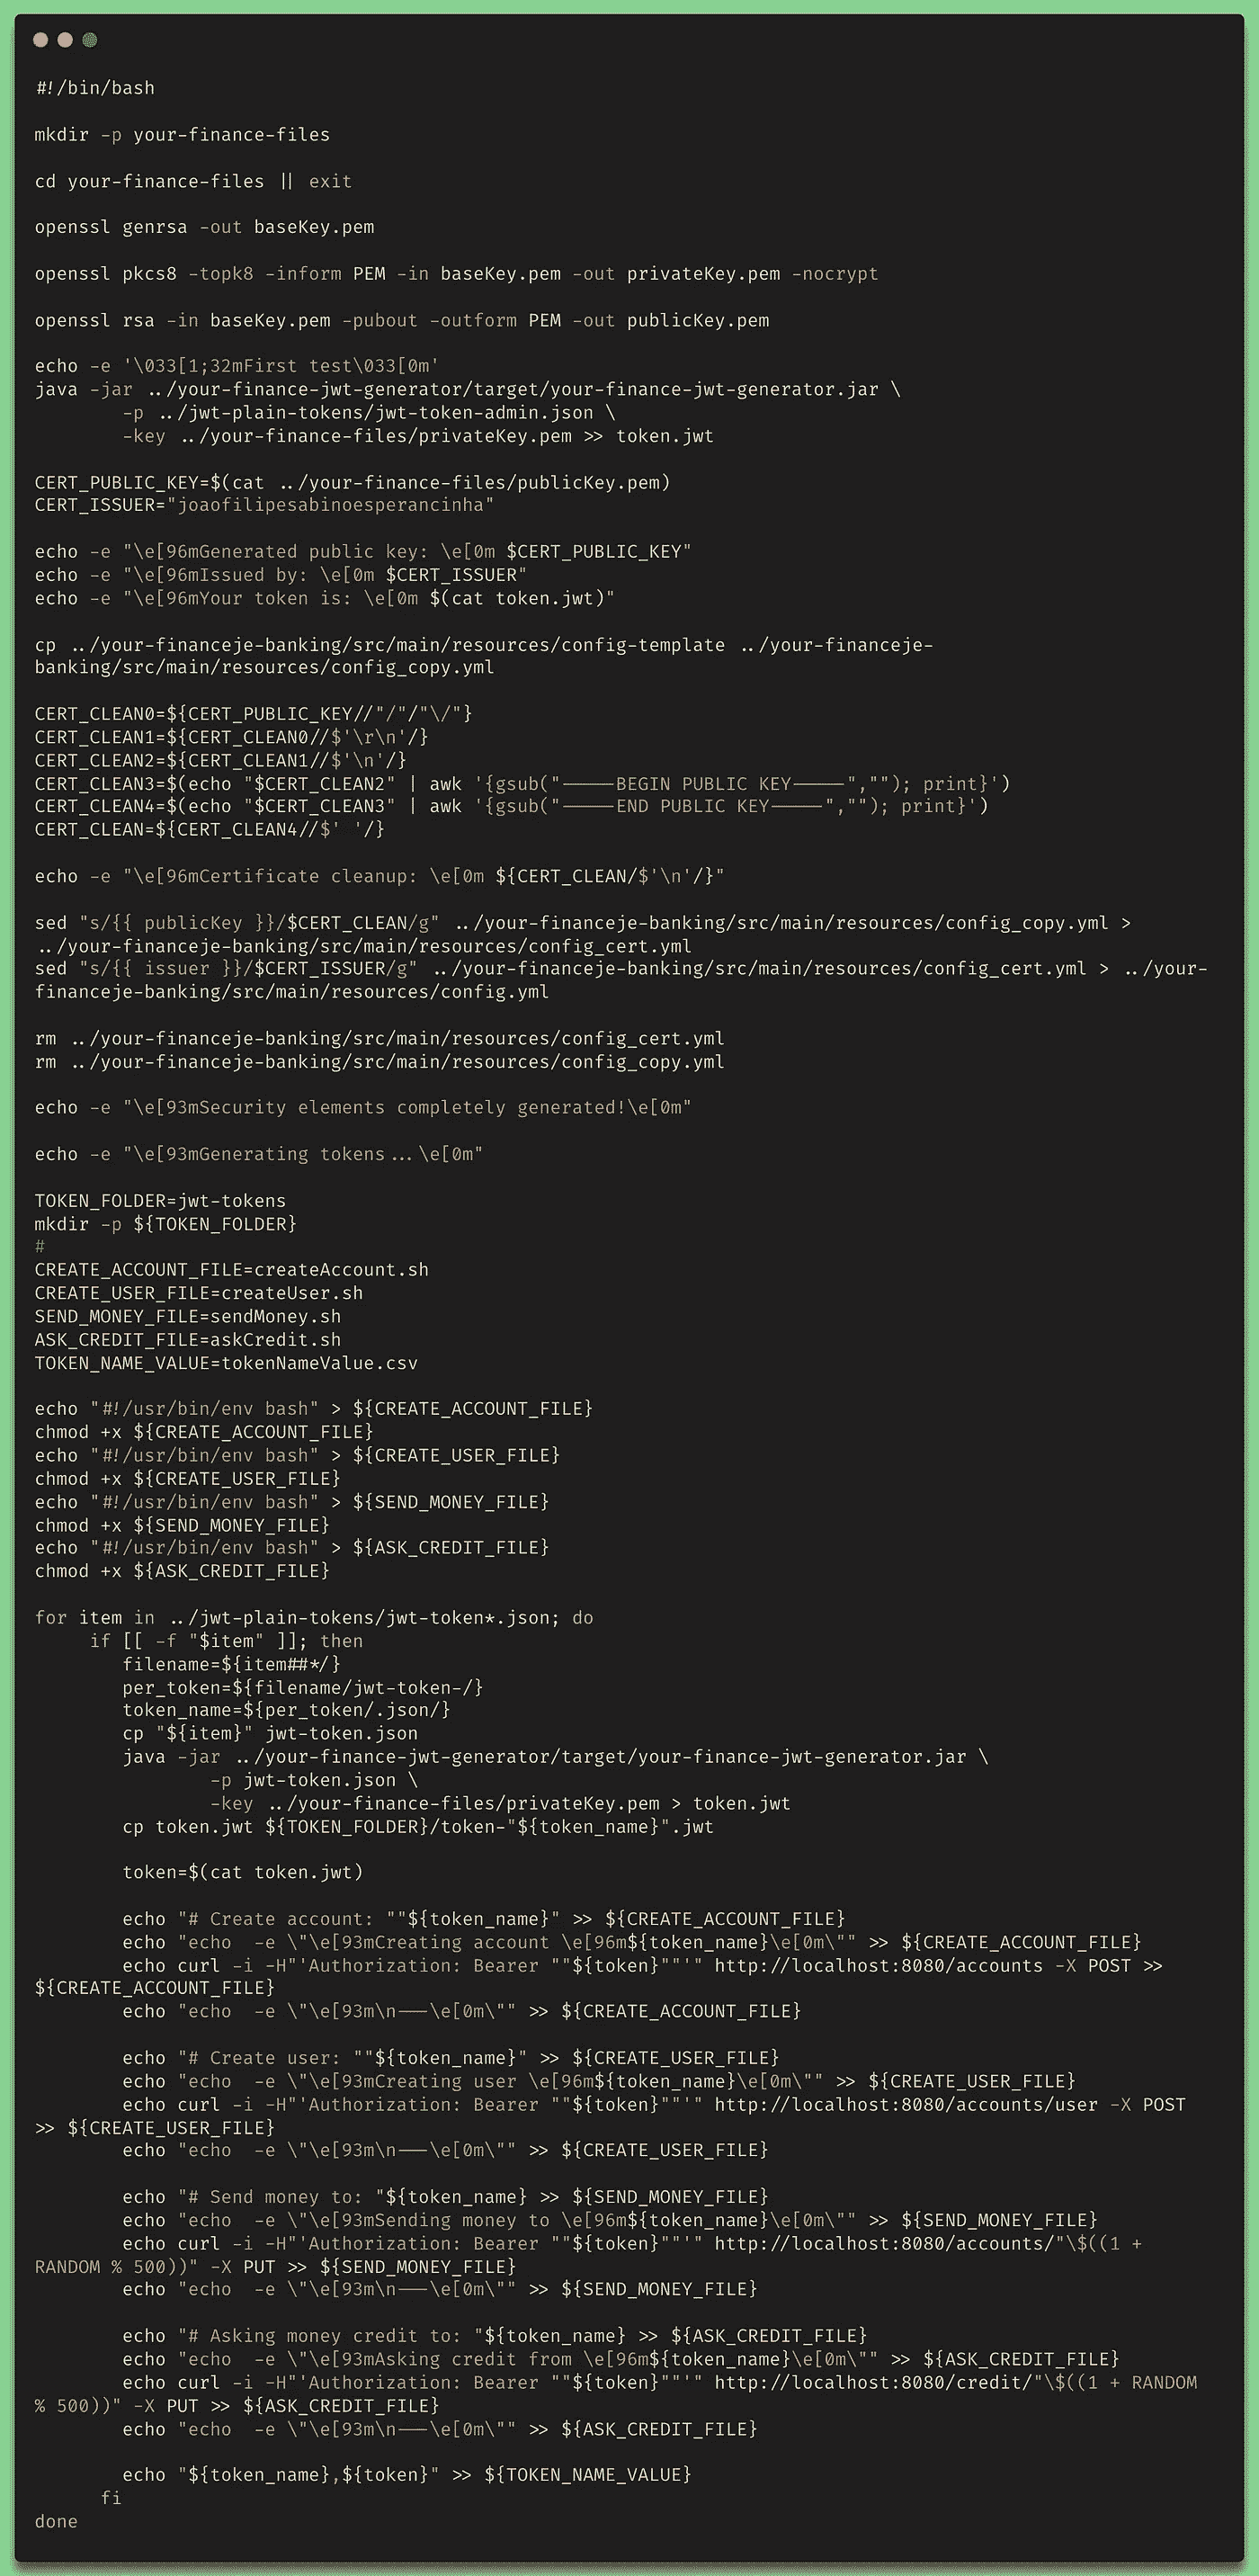 #!/bin/bash
mkdir -p your-finance-files
cd your-finance-files || exit
openssl genrsa -out baseKey.pem
openssl pkcs8 -topk8 -inform PEM -in baseKey.pem -out privateKey.pem -nocrypt
openssl rsa -in baseKey.pem -pubout -outform PEM -out publicKey.pem
echo -e '\033[1;32mFirst test\033[0m'
java -jar ../your-finance-jwt-generator/target/your-finance-jwt-generator.jar \
        -p ../jwt-plain-tokens/jwt-token-admin.json \
        -key ../your-finance-files/privateKey.pem >> token.jwt
CERT_PUBLIC_KEY=$(cat ../your-finance-files/publicKey.pem)
CERT_ISSUER="joaofilipesabinoesperancinha"
echo -e "\e[96mGenerated public key: \e[0m $CERT_PUBLIC_KEY"
echo -e "\e[96mIssued by: \e[0m $CERT_ISSUER"
echo -e "\e[96mYour token is: \e[0m $(cat token.jwt)"
cp ../your-financeje-banking/src/main/resources/config-template ../your-financeje-
banking/src/main/resources/config_copy.yml
CERT_CLEAN0=${CERT_PUBLIC_KEY//"/"/"\/"}
CERT_CLEAN1=${CERT_CLEAN0//$'\r\n'/}
CERT_CLEAN2=${CERT_CLEAN1//$'\n'/}
CERT_CLEAN3=$(echo "$CERT_CLEAN2" | awk '{gsub("-----BEGIN PUBLIC KEY-----",""); print}')
CERT_CLEAN4=$(echo "$CERT_CLEAN3" | awk '{gsub("-----END PUBLIC KEY-----",""); print}')
CERT_CLEAN=${CERT_CLEAN4//$' '/}
echo -e "\e[96mCertificate cleanup: \e[0m ${CERT_CLEAN/$'\n'/}"
sed "s/{{ publicKey }}/$CERT_CLEAN/g" ../your-financeje-banking/src/main/resources/config_copy.yml >
../your-financeje-banking/src/main/resources/config_cert.yml
sed "s/{{ issuer }}/$CERT_ISSUER/g" ../your-financeje-banking/src/main/resources/config_cert.yml > ../your-
financeje-banking/src/main/resources/config.yml
rm ../your-financeje-banking/src/main/resources/config_cert.yml
rm ../your-financeje-banking/src/main/resources/config_copy.yml
echo -e "\e[93mSecurity elements completely generated!\e[0m"
echo -e "\e[93mGenerating tokens...\e[0m"
TOKEN_FOLDER=jwt-tokens
mkdir -p ${TOKEN_FOLDER}
#
CREATE_ACCOUNT_FILE=createAccount.sh
CREATE_USER_FILE=createUser.sh
SEND_MONEY_FILE=sendMoney.sh
ASK_CREDIT_FILE=askCredit.sh
TOKEN_NAME_VALUE=tokenNameValue.csv
echo "#!/usr/bin/env bash" > ${CREATE_ACCOUNT_FILE}
chmod +x ${CREATE_ACCOUNT_FILE}
echo "#!/usr/bin/env bash" > ${CREATE_USER_FILE}
chmod +x ${CREATE_USER_FILE}
echo "#!/usr/bin/env bash" > ${SEND_MONEY_FILE}
chmod +x ${SEND_MONEY_FILE}
echo "#!/usr/bin/env bash" > ${ASK_CREDIT_FILE}
chmod +x ${ASK_CREDIT_FILE}
for item in ../jwt-plain-tokens/jwt-token*.json; do
     if [[ -f "$item" ]]; then
        filename=${item##*/}
        per_token=${filename/jwt-token-/}
        token_name=${per_token/.json/}
        cp "${item}" jwt-token.json
        java -jar ../your-finance-jwt-generator/target/your-finance-jwt-generator.jar \
                -p jwt-token.json \
                -key ../your-finance-files/privateKey.pem > token.jwt
        cp token.jwt ${TOKEN_FOLDER}/token-"${token_name}".jwt
        token=$(cat token.jwt)
        echo "# Create account: ""${token_name}" >> ${CREATE_ACCOUNT_FILE}
        echo "echo  -e \"\e[93mCreating account \e[96m${token_name}\e[0m\"" >> ${CREATE_ACCOUNT_FILE}
        echo curl -i -H"'Authorization: Bearer ""${token}""'" http://localhost:8080/accounts -X POST >>
${CREATE_ACCOUNT_FILE}
        echo "echo  -e \"\e[93m\n---\e[0m\"" >> ${CREATE_ACCOUNT_FILE}
        echo "# Create user: ""${token_name}" >> ${CREATE_USER_FILE}
        echo "echo  -e \"\e[93mCreating user \e[96m${token_name}\e[0m\"" >> ${CREATE_USER_FILE}
        echo curl -i -H"'Authorization: Bearer ""${token}""'" http://localhost:8080/accounts/user -X POST
>> ${CREATE_USER_FILE}
        echo "echo  -e \"\e[93m\n---\e[0m\"" >> ${CREATE_USER_FILE}
        echo "# Send money to: "${token_name} >> ${SEND_MONEY_FILE}
        echo "echo  -e \"\e[93mSending money to \e[96m${token_name}\e[0m\"" >> ${SEND_MONEY_FILE}
        echo curl -i -H"'Authorization: Bearer ""${token}""'" http://localhost:8080/accounts/"\$((1 +
RANDOM % 500))" -X PUT >> ${SEND_MONEY_FILE}
        echo "echo  -e \"\e[93m\n---\e[0m\"" >> ${SEND_MONEY_FILE}
        echo "# Asking money credit to: "${token_name} >> ${ASK_CREDIT_FILE}
        echo "echo  -e \"\e[93mAsking credit from \e[96m${token_name}\e[0m\"" >> ${ASK_CREDIT_FILE}
        echo curl -i -H"'Authorization: Bearer ""${token}""'" http://localhost:8080/credit/"\$((1 + RANDOM
% 500))" -X PUT >> ${ASK_CREDIT_FILE}
        echo "echo  -e \"\e[93m\n---\e[0m\"" >> ${ASK_CREDIT_FILE}
        echo "${token_name},${token}" >> ${TOKEN_NAME_VALUE}
      fi
done